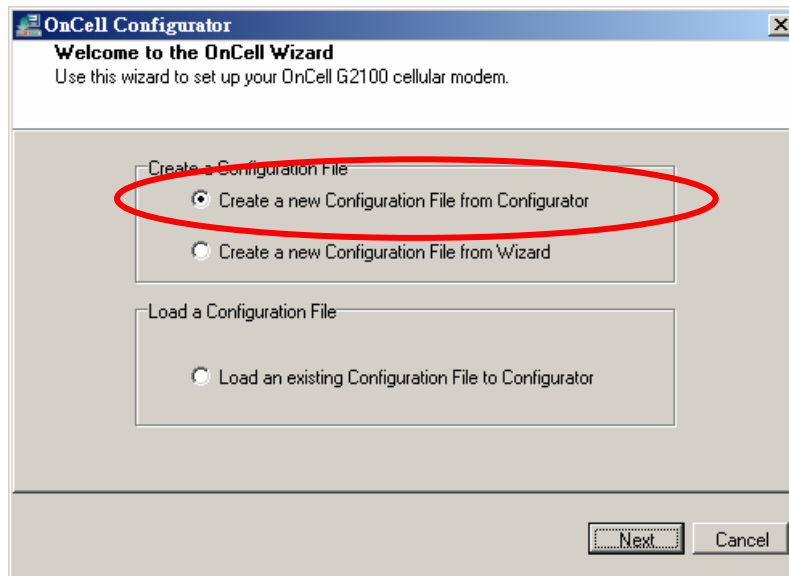 OnCell Configurator
Welcome to the OnCell Wizard
Use this wizard to set up your OnCell G2100 cellular modem.
Create a Configuration File
Create a new Configuration File from Configurator
Create a new Configuration File from Wizard
Load a Configuration File
Load an existing Configuration File to Configurator
Next
Cancel